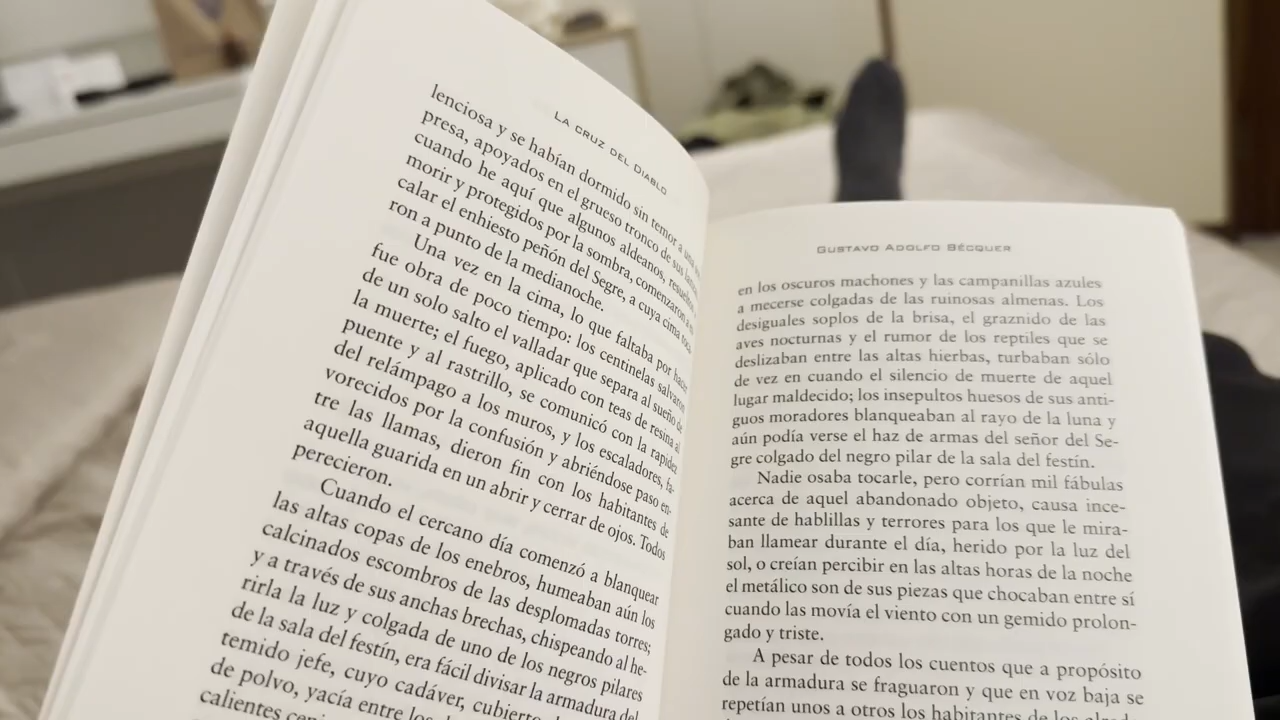 LA CRUZ DEL DIABLO
lenciosa y se habían dormido sin temor a una
presa, apoyados en el grueso tronco de sus
cuando he aquí que algunos aldeanos, resueltos
morir y protegidos por la sombra, comenzaron a
calar el enhiesto peñón del Segre, a cuya cima
ron a punto de la medianoche.
Una vez en la cima, lo que faltaba por hacer
fue obra de poco tiempo: los centinelas salvaron
de un solo salto el valladar que separa al sueño de
la muerte; el fuego, aplicado con teas de resina al
puente y al rastrillo, se comunicó con la rapidez
del relámpago a los muros, y los escaladores, fa-
vorecidos por la confusión y abriéndose paso en-
tre las llamas, dieron fin con los habitantes de
aquella guarida en un abrir y cerrar de ojos. Todos
perecieron.
Cuando el cercano día comenzó a blanquear
las altas copas de los enebros, humeaban aún los
calcinados escombros de las desplomadas torres;
y a través de sus anchas brechas, chispeando al he-
rirla la luz y colgada de uno de los negros pilares
de la sala del festín, era fácil divisar la armadura del
temido jefe, cuyo cadáver, cubierto
de polvo, yacía entre los
calientes
GUSTAVO ADOLFO BÉCQUER
en los oscuros machones y las campanillas azules
a mecerse colgadas de las ruinosas almenas. Los
desiguales soplos de la brisa, el graznido de las
aves nocturnas y el rumor de los reptiles que se
deslizaban entre las altas hierbas, turbaban sólo
de vez en cuando el silencio de muerte de aquel
lugar maldecido; los insepultos huesos de sus anti-
guos moradores blanqueaban al rayo de la luna y
aún podía verse el haz de armas del señor del Se-
gre colgado del negro pilar de la sala del festín.
Nadie osaba tocarle, pero corrían mil fábulas
acerca de aquel abandonado objeto, causa ince-
sante de hablillas y terrores para los que le mira-
ban llamear durante el día, herido por la luz del
sol, o creían percibir en las altas horas de la noche
el metálico son de sus piezas que chocaban entre sí
cuando las movía el viento con un gemido prolon-
gado y triste.
A pesar de todos los cuentos que a propósito
de la armadura se fraguaron y que en voz baja se
repetían unos a otros los habitantes de los